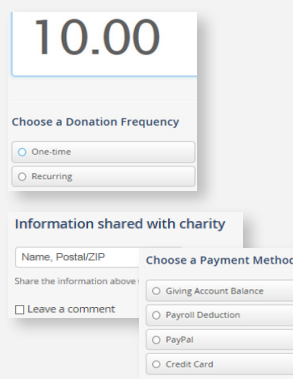 10.00
Choose a Donation Frequency
One-time
Recurring
Information shared with charity
Name, Postal/ZIP
Share the information above
Leave a comment
Choose a Payment Method
Giving Account Balance
Payroll Deduction
PayPal
Credit Card